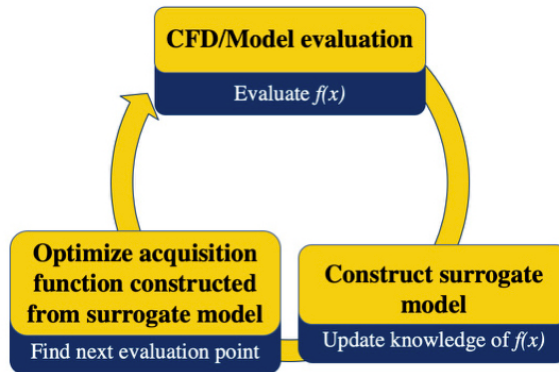 CFD/Model evaluation
Evaluate f(x)
Optimize acquisition
function constructed
from surrogate model
Find next evaluation point
Construct surrogate
model
Update knowledge of f(x)